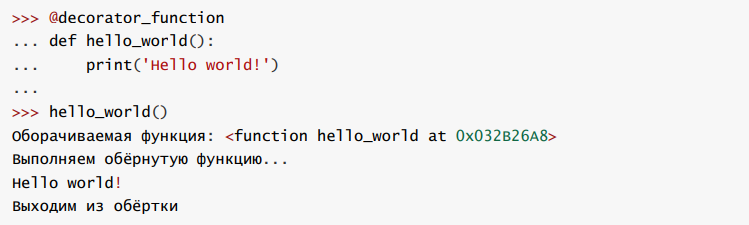 >>> @decorator_function
... def hello_world():
...     print('Hello world!')
...
>>> hello_world()
Оборачиваемая функция: <function hello_world at 0x032B26A8>
Выполняем обёрнутую функцию...
Hello world!
Выходим из обёртки